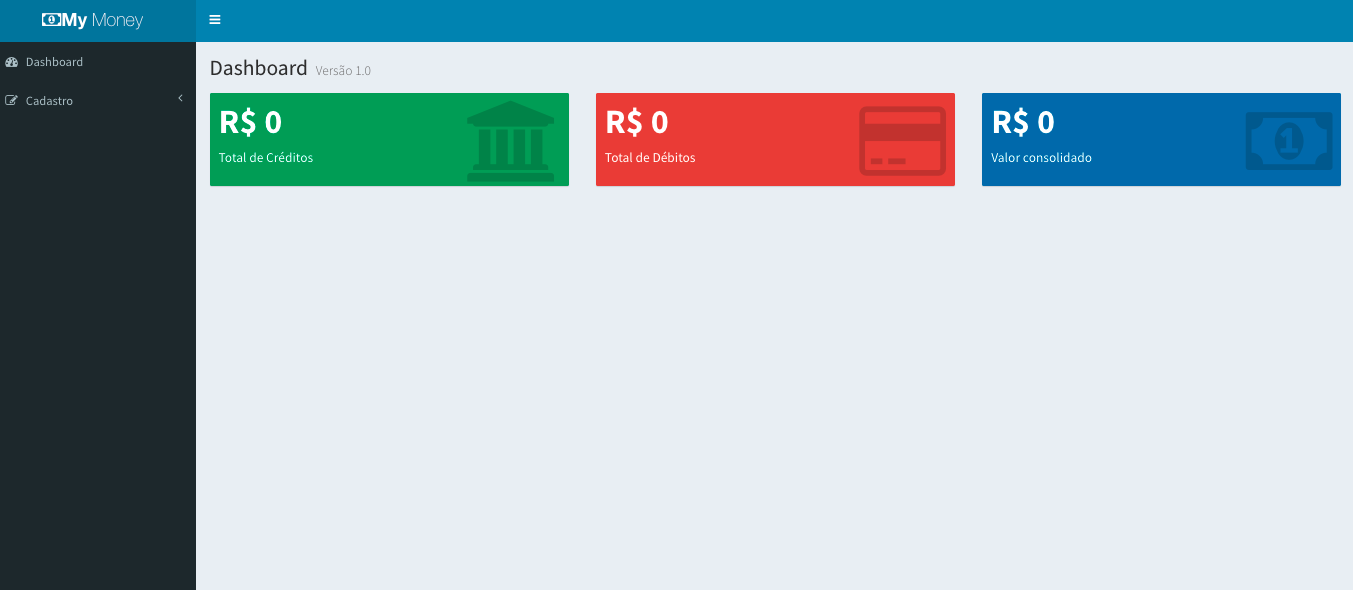 My Money
Dashboard
Cadastro
Dashboard Versão 1.0
R$ 0
Total de Créditos
R$ 0
Total de Débitos
R$ 0
Valor consolidado